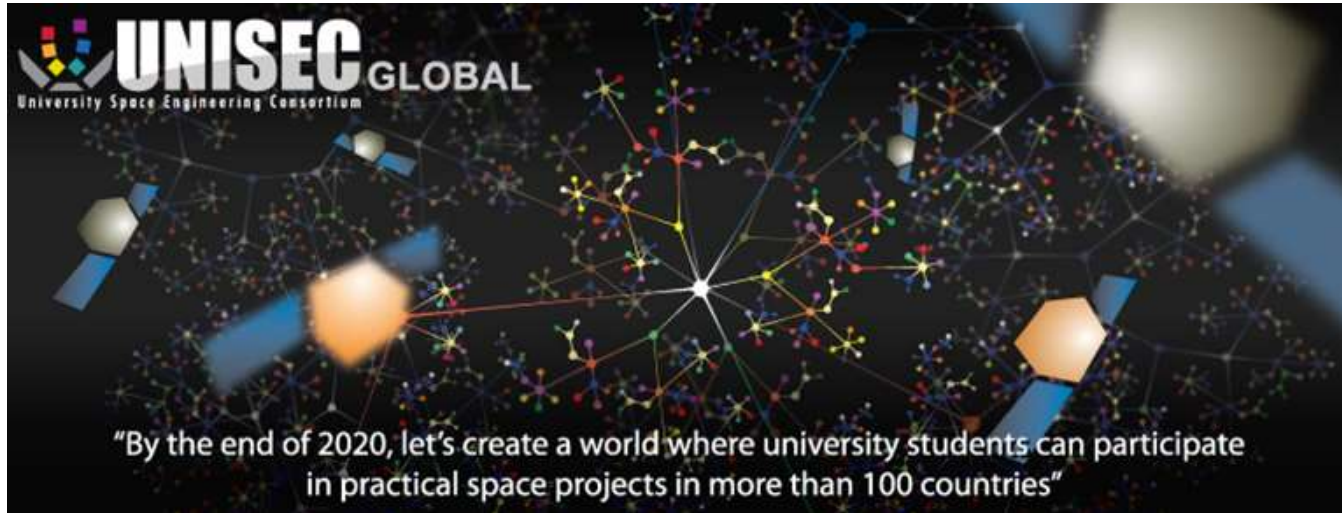 UNISEC GLOBAL
University Space Engineering Consortium
“By the end of 2020, let’s create a world where university students can participate
in practical space projects in more than 100 countries”